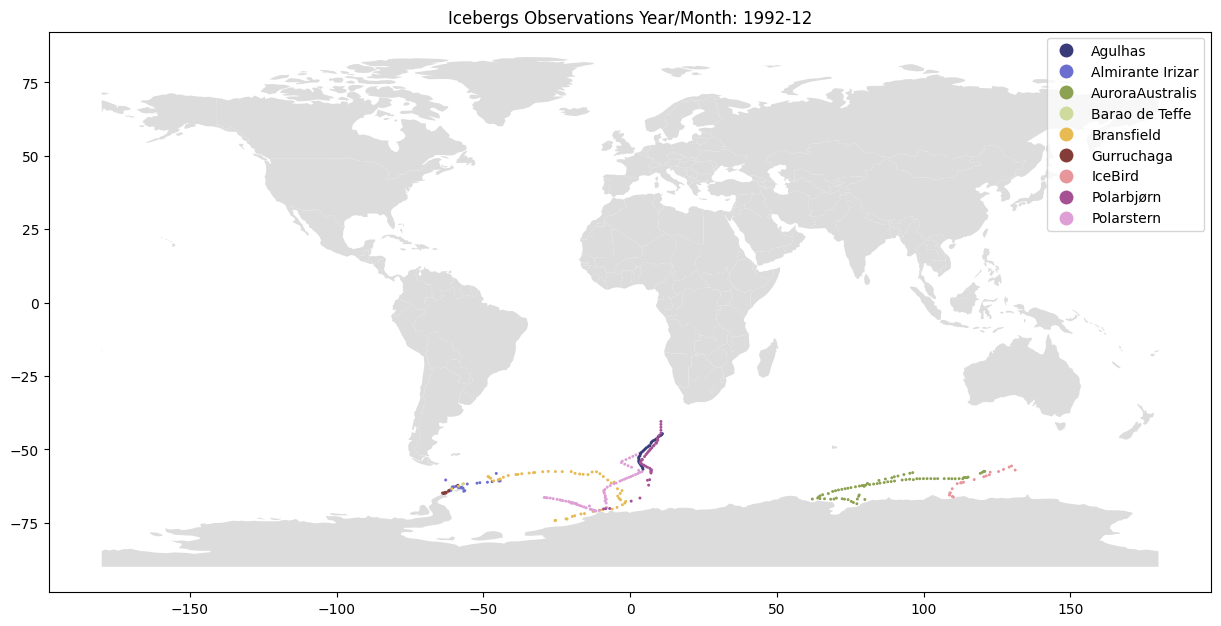 Icebergs Observations Year/Month: 1992-12
Agulhas
Almirante Irizar
AuroraAustralis
Barao de Teffe
Bransfield
Gurruchaga
IceBird
Polarbjørn
Polarstern
75
50
25
0
−25
−50
−75
−150
−100
−50
0
50
100
150